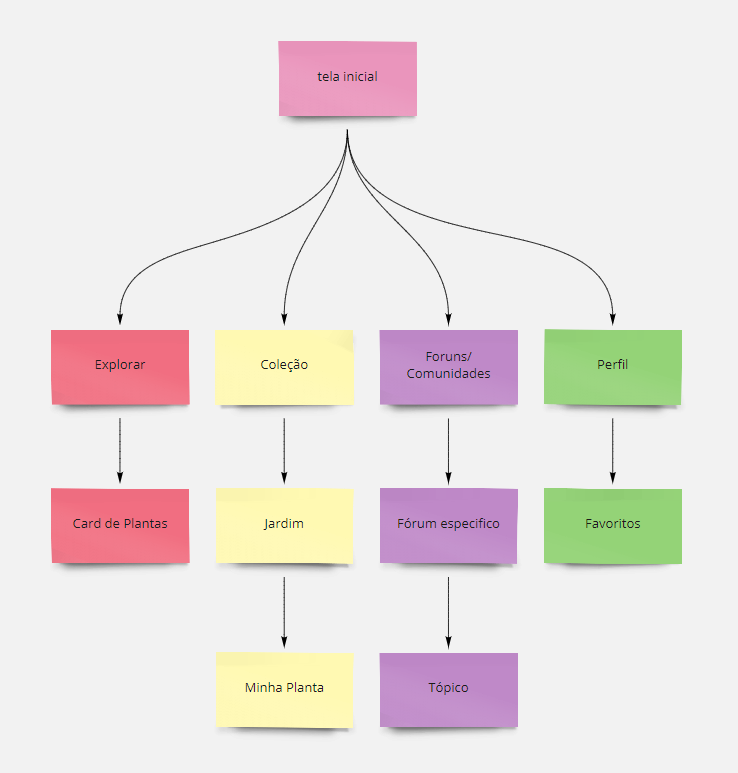 tela inicial
Explorar
Coleção
Foruns/
Comunidades
Perfil
Card de Plantas
Jardim
Fórum especifico
Favoritos
Minha Planta
Tópico